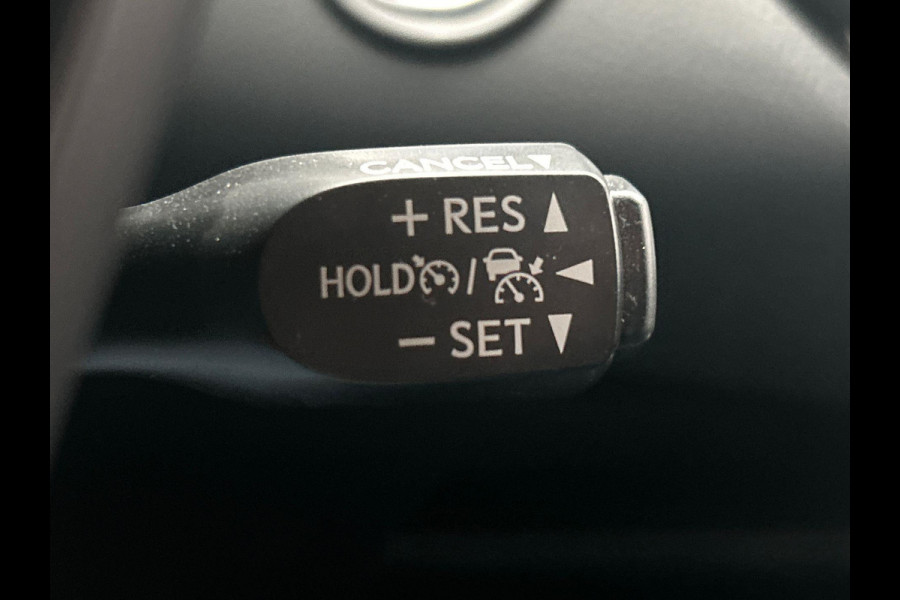 CANCEL▼
+ RES ▲
HOLD / ◀
− SET ▼